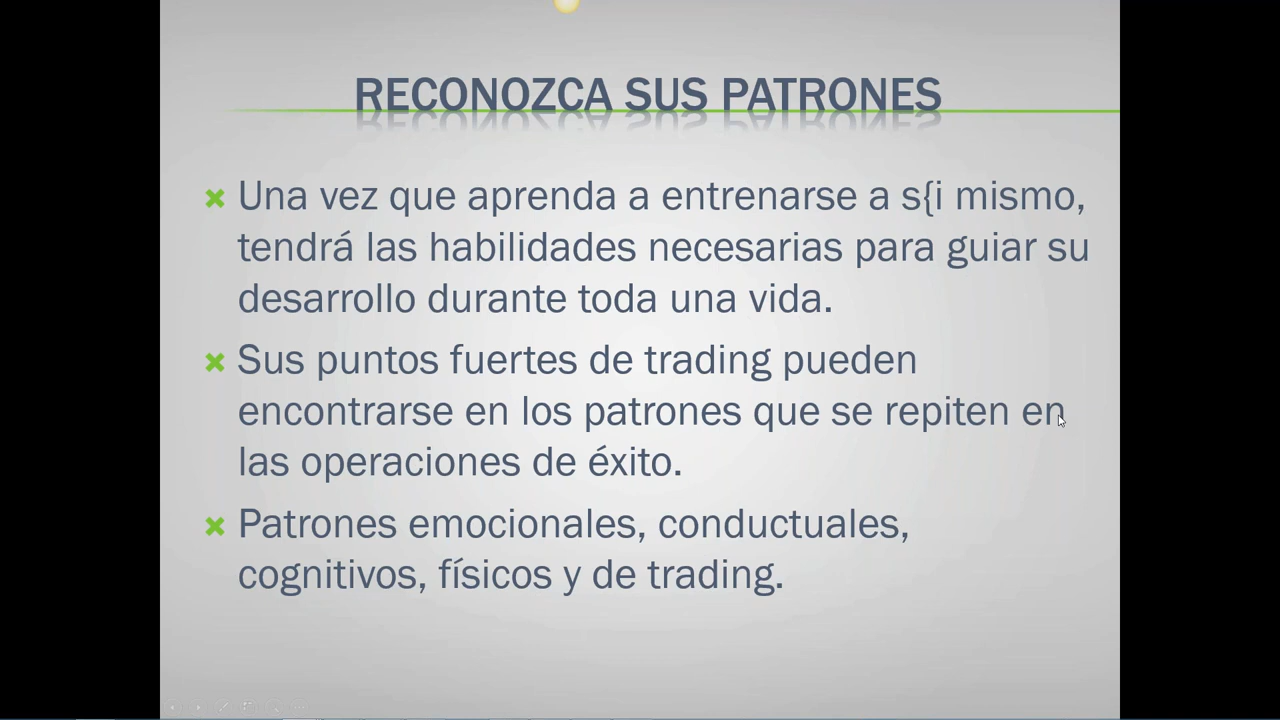 RECONOZCA SUS PATRONES
Una vez que aprenda a entrenarse a s{i mismo,
tendrá las habilidades necesarias para guiar su
desarrollo durante toda una vida.
Sus puntos fuertes de trading pueden
encontrarse en los patrones que se repiten en
las operaciones de éxito.
Patrones emocionales, conductuales,
cognitivos, físicos y de trading.